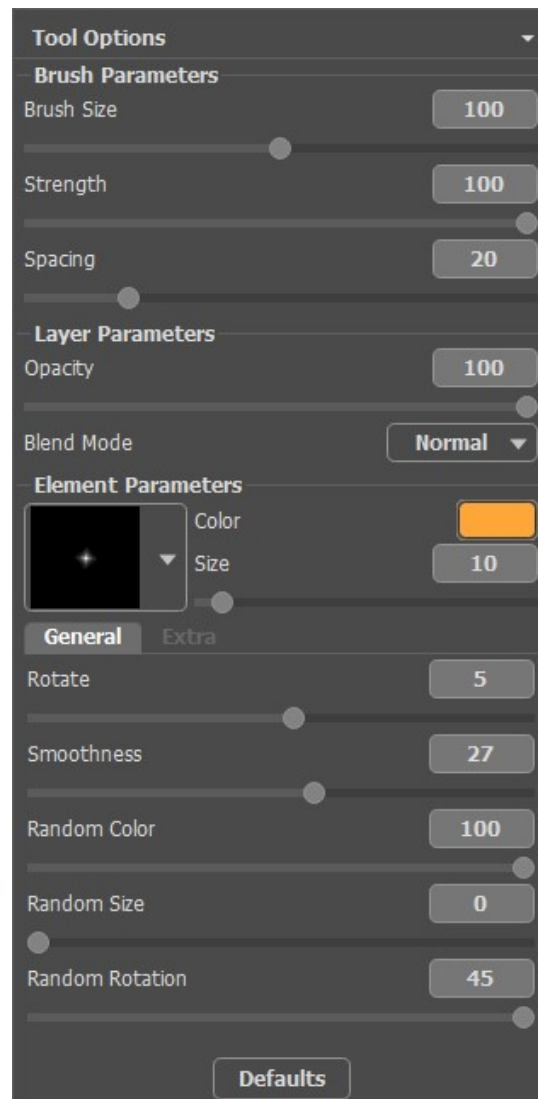 Tool Options
Brush Parameters
Brush Size 100
Strength 100
Spacing 20
Layer Parameters
Opacity 100
Blend Mode Normal
Element Parameters
Color
Size 10
General Extra
Rotate 5
Smoothness 27
Random Color 100
Random Size 0
Random Rotation 45
Defaults